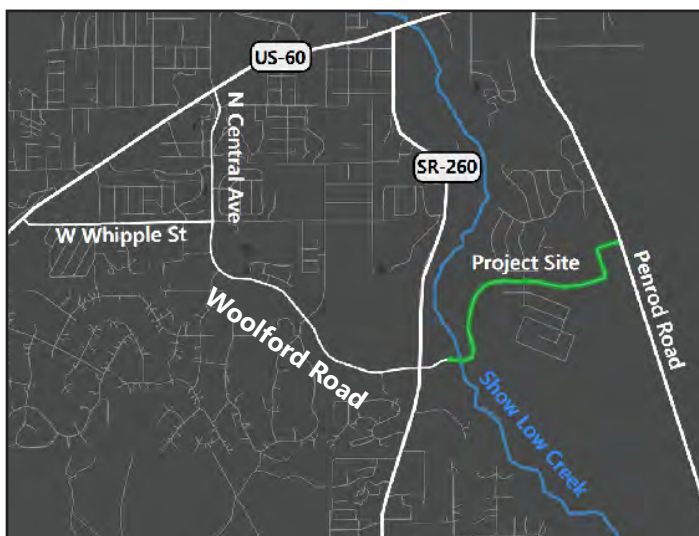 US-60
N Central Ave
SR-260
W Whipple St
Project Site
Penrod Road
Woolford Road
Show Low Creek